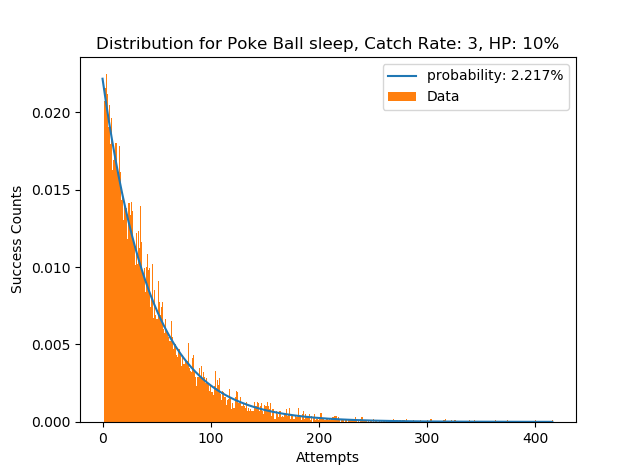 Distribution for Poke Ball sleep, Catch Rate: 3, HP: 10%
probability: 2.217%
Data
0.020
0.015
0.010
0.005
0.000
Success Counts
0 100 200 300 400
Attempts